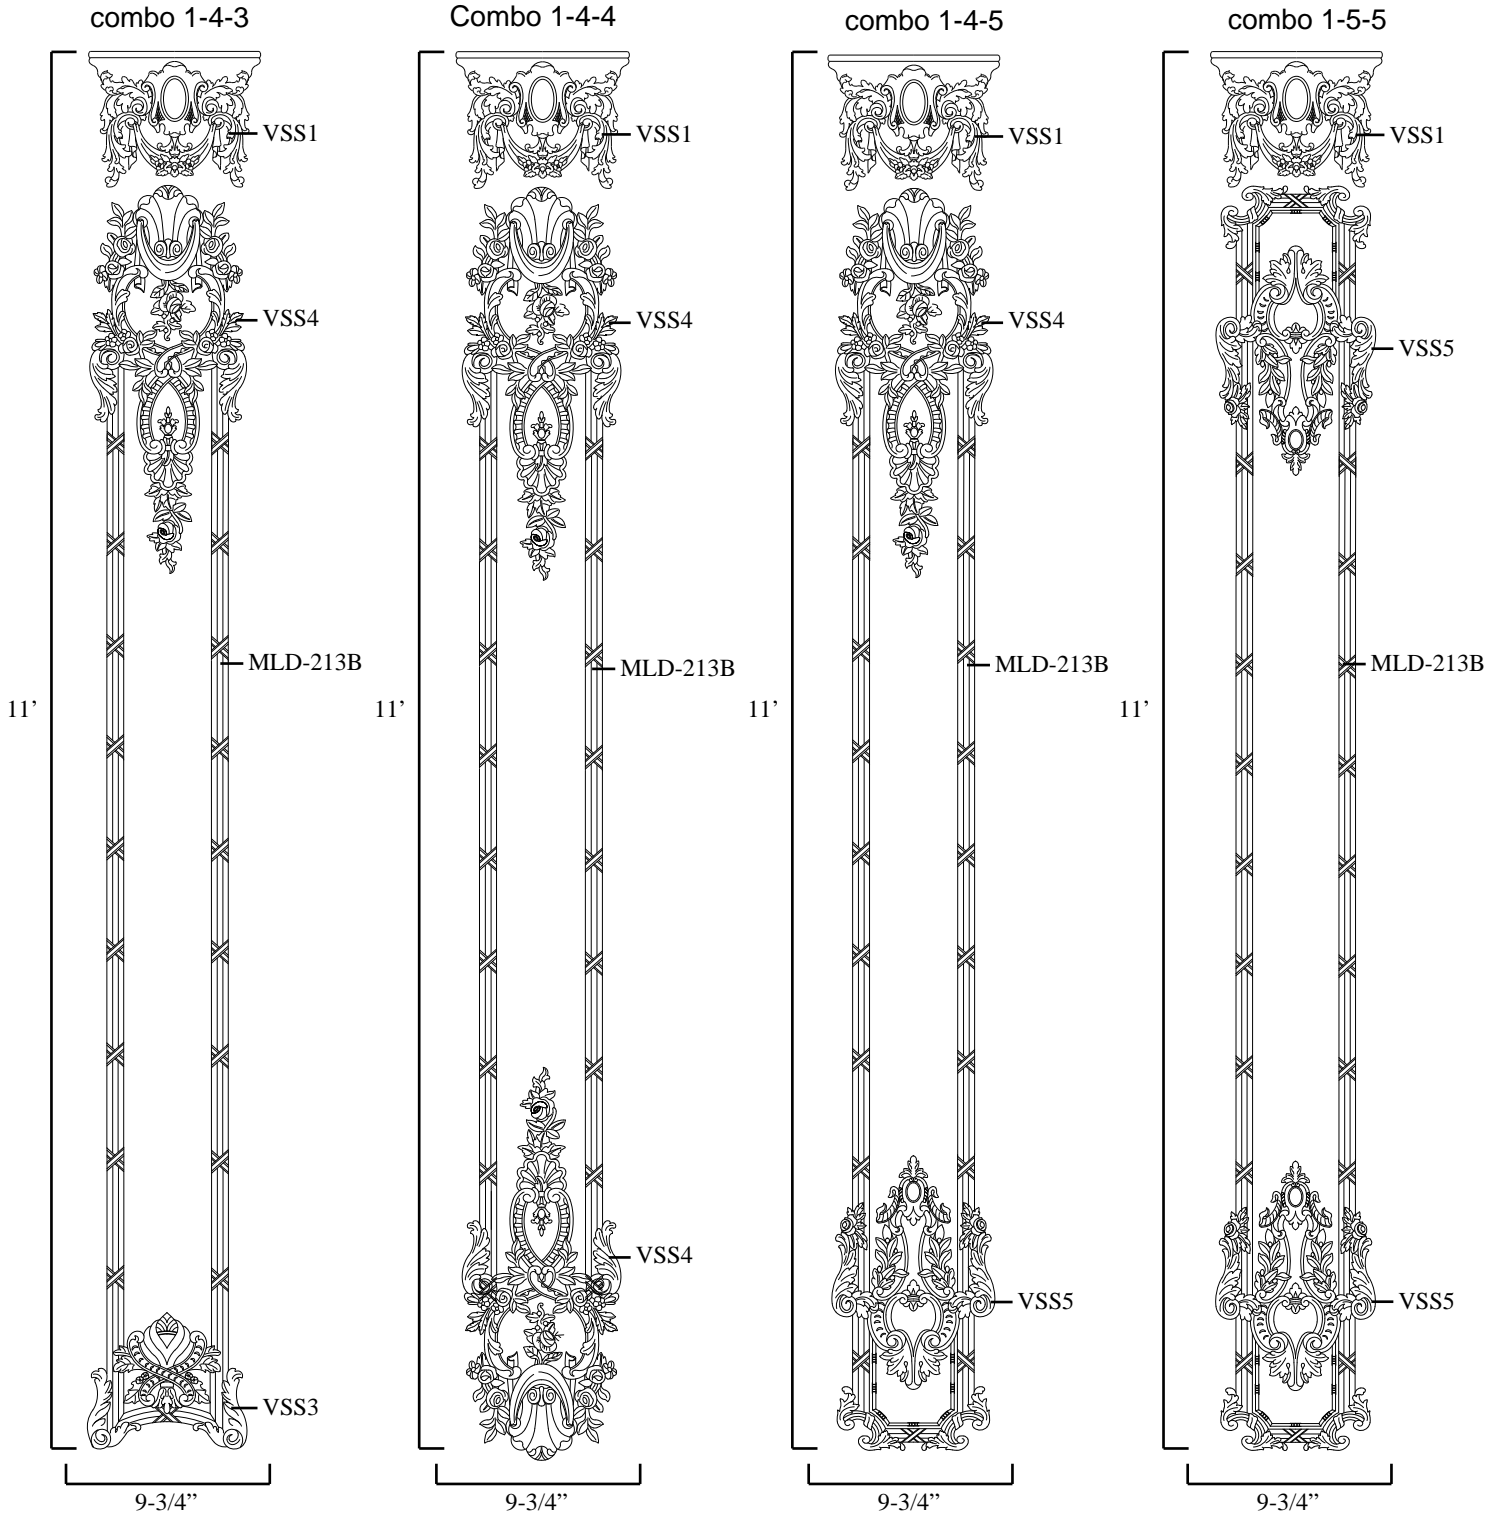 combo 1-4-3
Combo 1-4-4
combo 1-4-5
combo 1-5-5
VSS1
VSS1
VSS1
VSS1
VSS4
VSS4
VSS4
VSS5
MLD-213B
MLD-213B
MLD-213B
MLD-213B
11’
11’
11’
11’
VSS4
VSS5
VSS5
VSS3
9-3/4”
9-3/4”
9-3/4”
9-3/4”